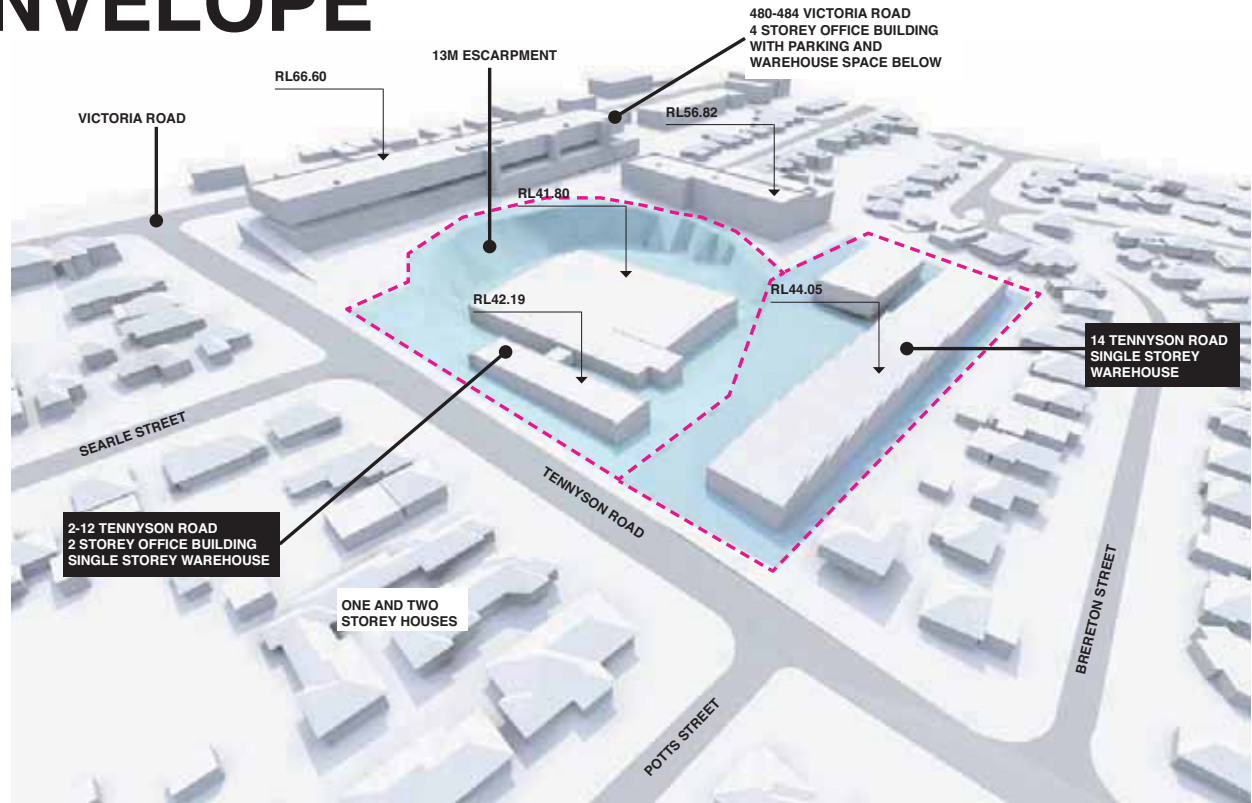 NVELOPE
480-484 VICTORIA ROAD
4 STOREY OFFICE BUILDING
WITH PARKING AND
WAREHOUSE SPACE BELOW
13M ESCARPMENT
RL66.60
VICTORIA ROAD
RL56.82
RL41.80
RL42.19
RL44.05
14 TENNYSON ROAD
SINGLE STOREY
WAREHOUSE
SEARLE STREET
TENNYSON ROAD
2-12 TENNYSON ROAD
2 STOREY OFFICE BUILDING
SINGLE STOREY WAREHOUSE
ONE AND TWO
STOREY HOUSES
BRERETON STREET
POTTS STREET